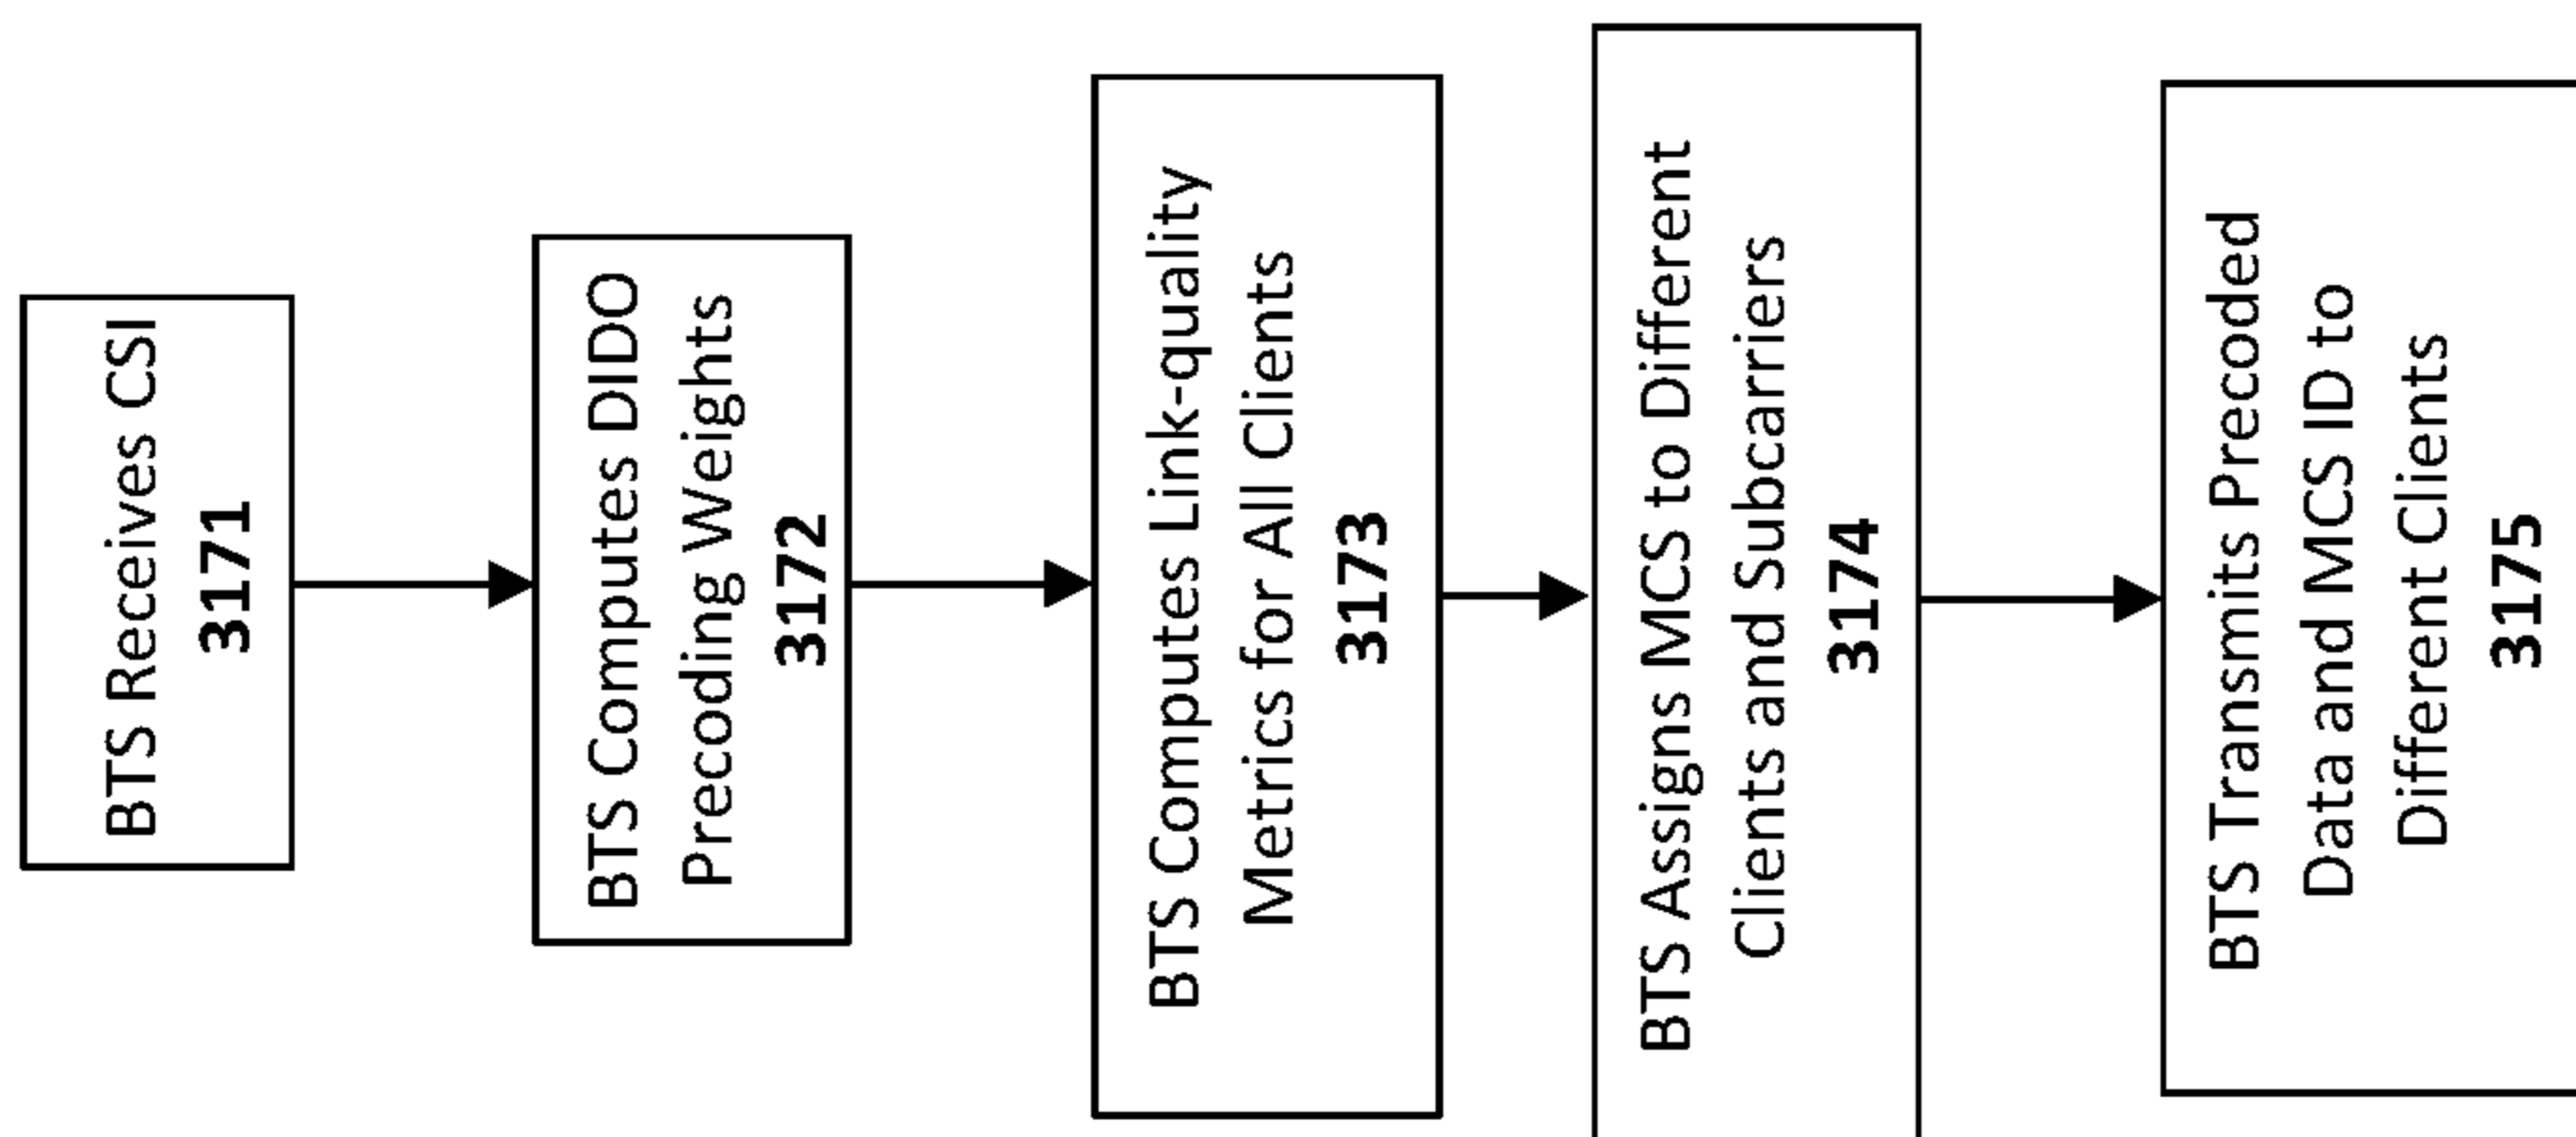 BTS Receives CSI
3171
BTS Computes DIDO
Precoding Weights
3172
BTS Computes Link-quality
Metrics for All Clients
3173
BTS Assigns MCS to Different
Clients and Subcarriers
3174
BTS Transmits Precoded
Data and MCS ID to
Different Clients
3175